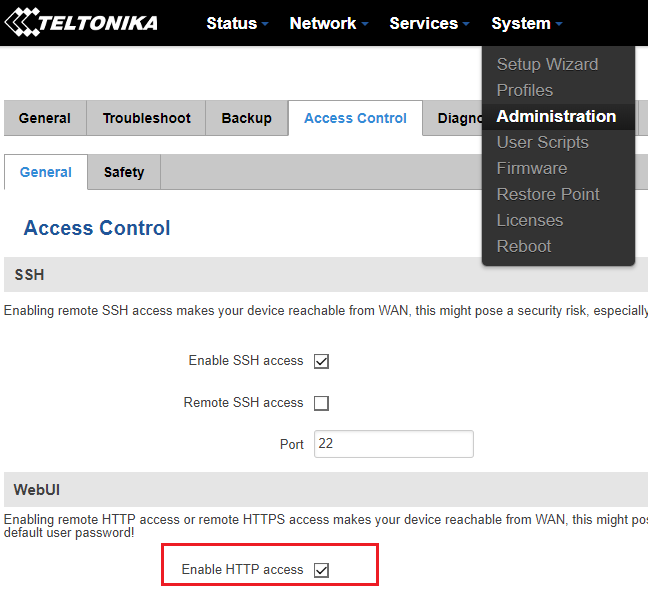 TELTONIKA Status Network Services System
Setup Wizard
Profiles
Administration
User Scripts
Firmware
Restore Point
Licenses
Reboot
General Troubleshoot Backup Access Control Diagno
General Safety
Access Control
SSH
Enabling remote SSH access makes your device reachable from WAN, this might pose a security risk, especially
Enable SSH access
Remote SSH access
Port 22
WebUI
Enabling remote HTTP access or remote HTTPS access makes your device reachable from WAN, this might pos
default user password!
Enable HTTP access